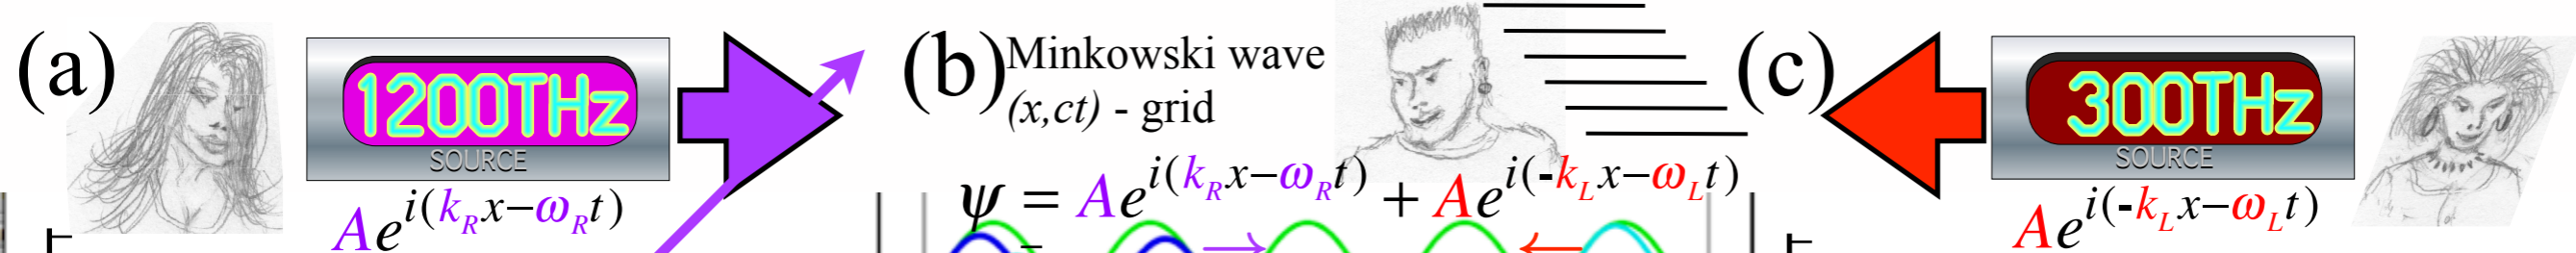 (a)
1200THz
SOURCE
Ae^{i(k_R x−ω_R t)}
(b) Minkowski wave
(x,ct) - grid
ψ = Ae^{i(k_R x−ω_R t)} + Ae^{i(-k_L x−ω_L t)}
(c)
300THz
SOURCE
Ae^{i(-k_L x−ω_L t)}